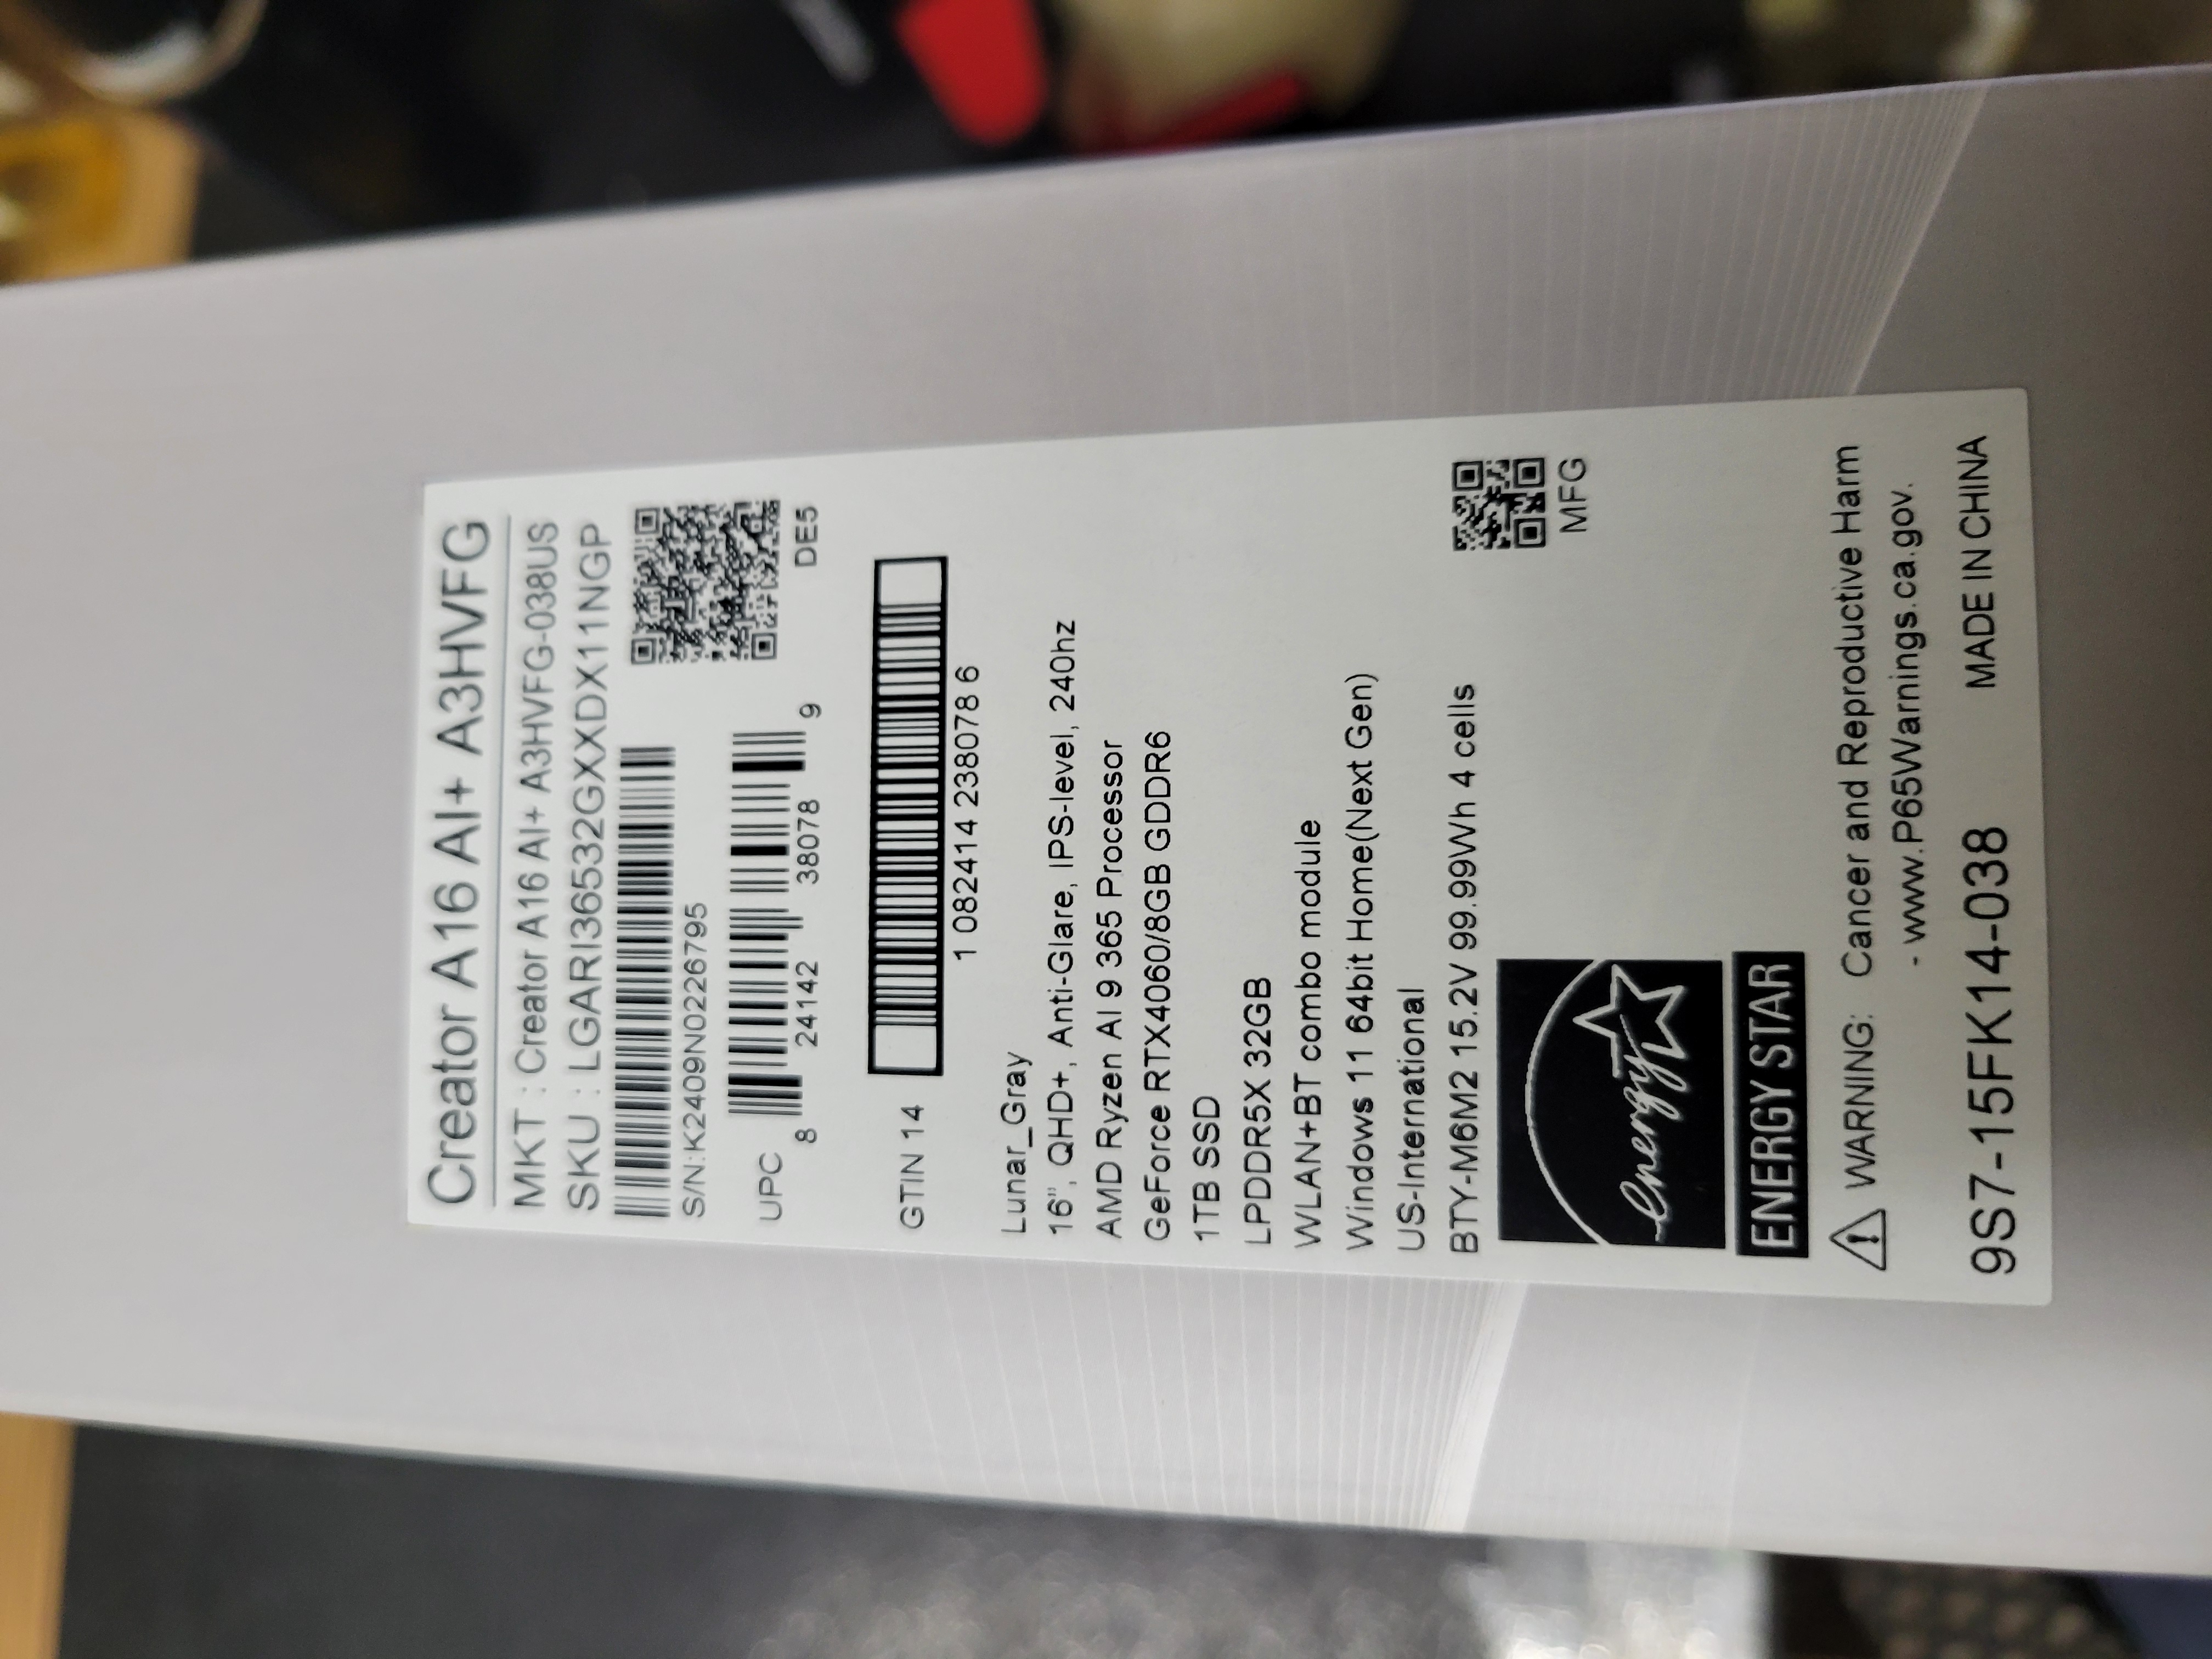 Creator A16 AI+ A3HVFG
MKT : Creator A16 AI+ A3HVFG-038US
SKU : LGARI36532GXXDX11NGP
S/N:K2409N0226795
DE5
UPC
8 24142 38078 9
GTIN 14
1 082414 238078 6
Lunar_Gray
16", QHD+, Anti-Glare, IPS-level, 240hz
AMD Ryzen AI 9 365 Processor
GeForce RTX4060/8GB GDDR6
1TB SSD
LPDDR5X 32GB
WLAN+BT combo module
Windows 11 64bit Home(Next Gen)
US-International
BTY-M6M2 15.2V 99.99Wh 4 cells
MFG
energy
ENERGY STAR
WARNING: Cancer and Reproductive Harm
- www.P65Warnings.ca.gov.
9S7-15FK14-038 MADE IN CHINA